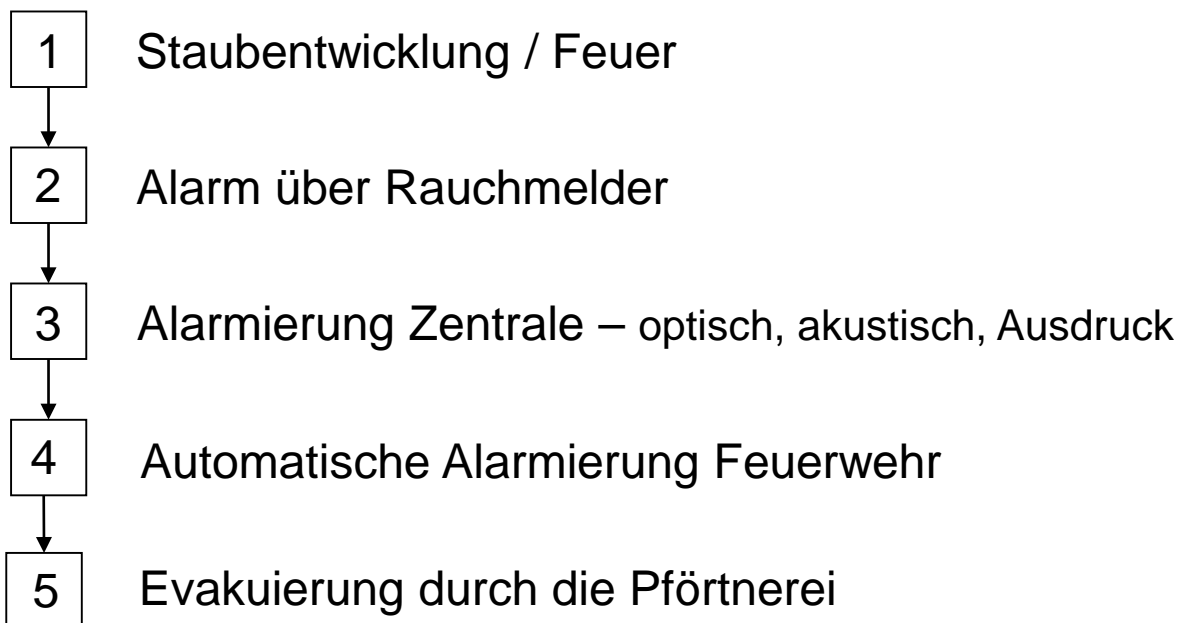 1 Staubentwicklung / Feuer
2 Alarm über Rauchmelder
3 Alarmierung Zentrale – optisch, akustisch, Ausdruck
4 Automatische Alarmierung Feuerwehr
5 Evakuierung durch die Pförtnerei